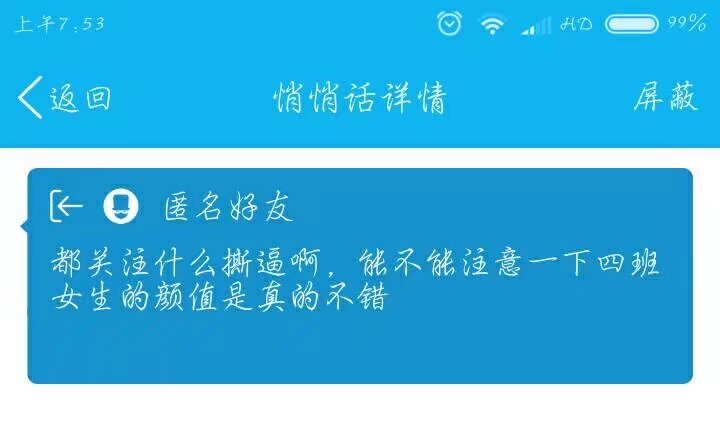 上午7:53 HD 99%
返回 悄悄话详情 屏蔽
匿名好友
都关注什么撕逼啊，能不能注意一下四班
女生的颜值是真的不错